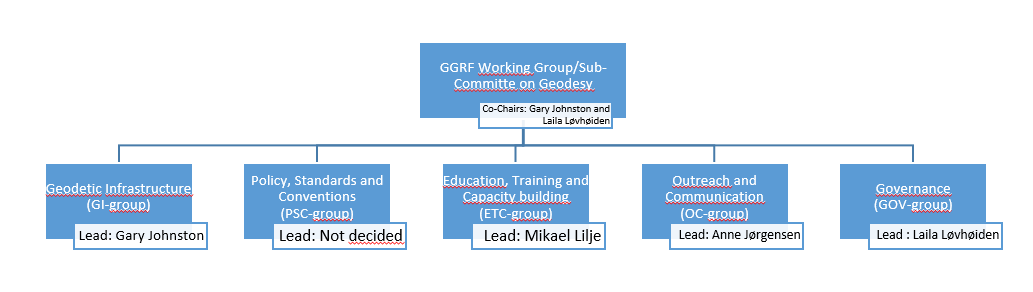 GGRF Working Group/Sub-
Committe on Geodesy
Co-Chairs: Gary Johnston and
Laila Løvhøiden
Geodetic Infrastructure
(GI-group)
Lead: Gary Johnston
Policy, Standards and
Conventions
(PSC-group)
Lead: Not decided
Education, Training and
Capacity building
(ETC-group)
Lead: Mikael Lilje
Outreach and
Communication
(OC-group)
Lead: Anne Jørgensen
Governance
(GOV-group)
Lead : Laila Løvhøiden